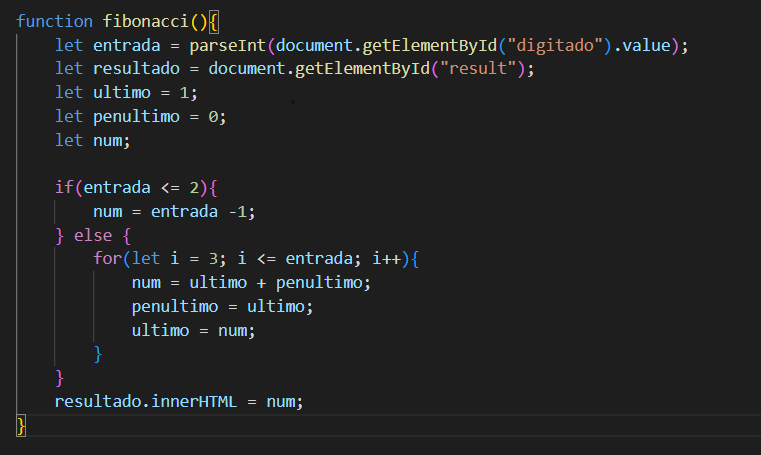 function fibonacci(){
    let entrada = parseInt(document.getElementById("digitado").value);
    let resultado = document.getElementById("result");
    let ultimo = 1;
    let penultimo = 0;
    let num;

    if(entrada <= 2){
        num = entrada -1;
    } else {
        for(let i = 3; i <= entrada; i++){
            num = ultimo + penultimo;
            penultimo = ultimo;
            ultimo = num;
        }
    }
    resultado.innerHTML = num;
}